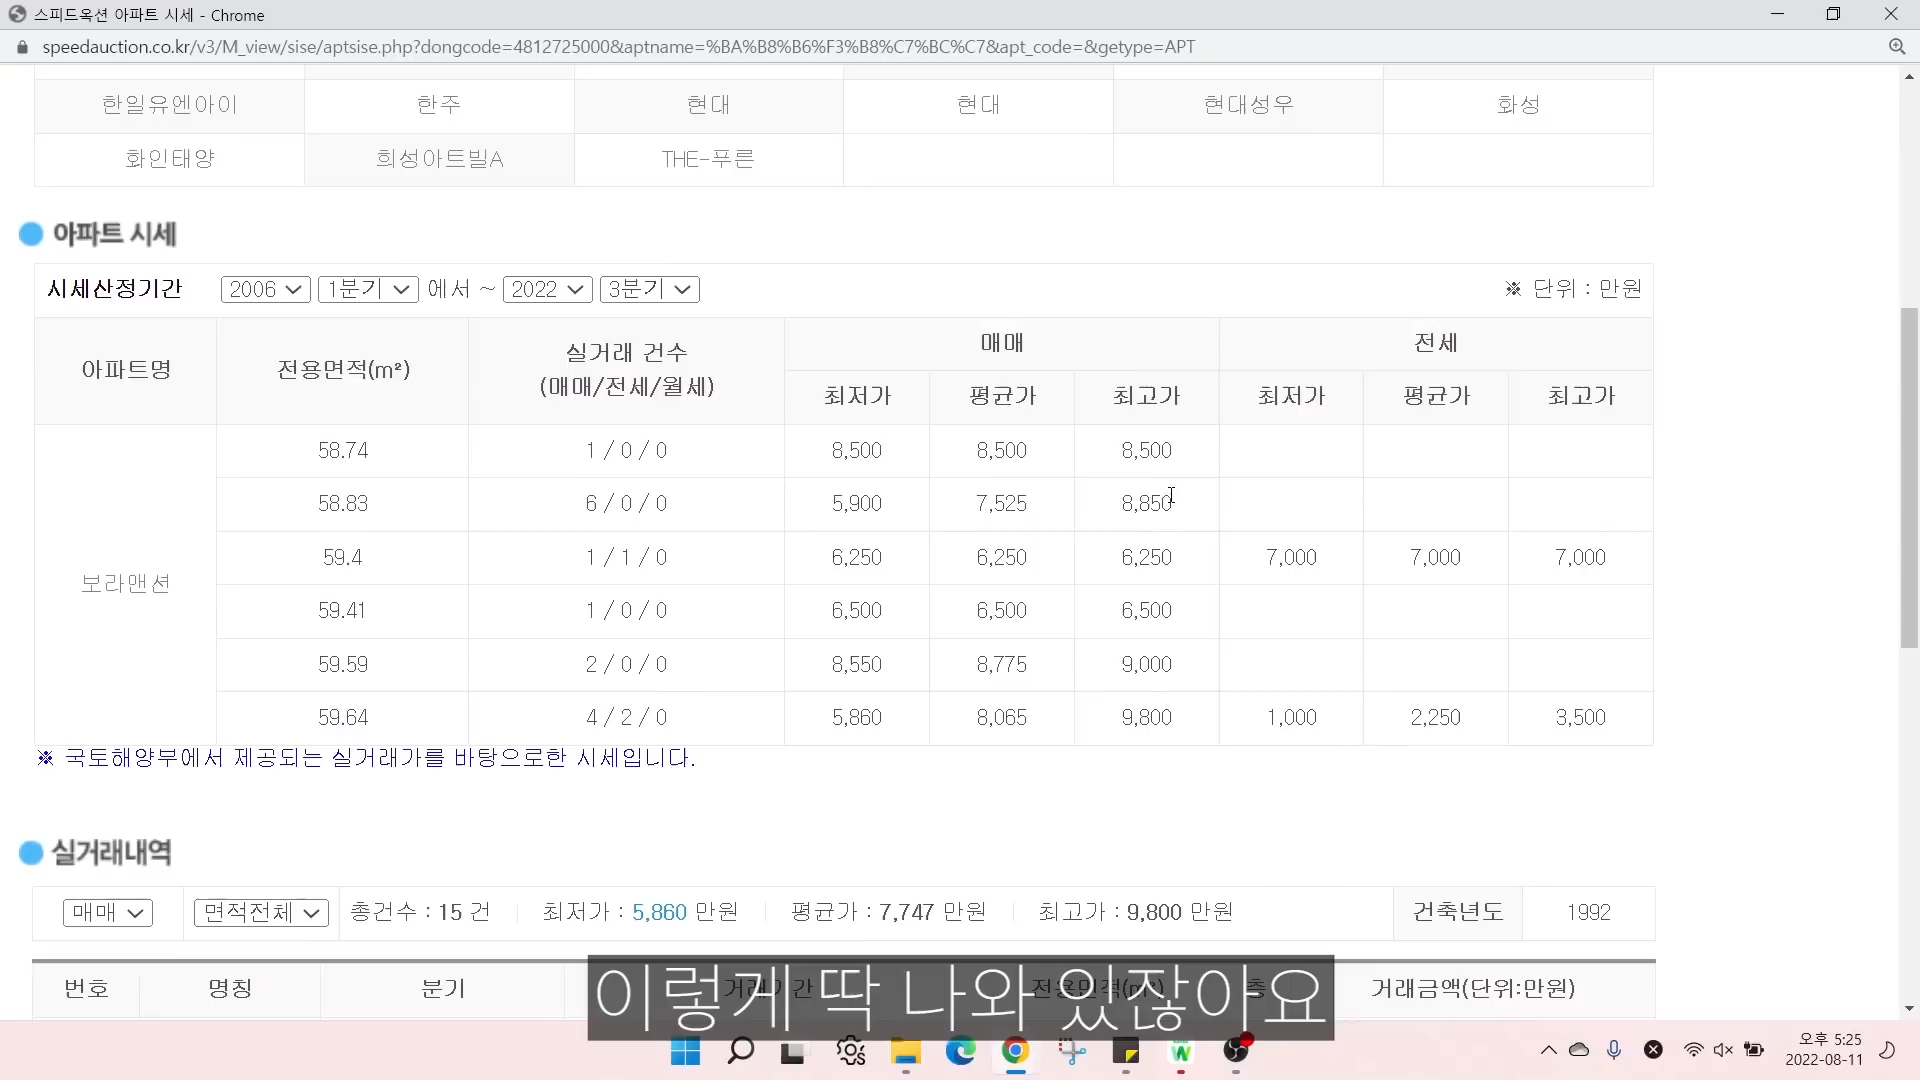 스피드옥션 아파트 시세 - Chrome
speedauction.co.kr/v3/M_view/sise/aptsise.php?dongcode=4812725000&aptname=%BA%B8%B6%F3%B8%C7%BC%C7&apt_code=&getype=APT
한일유엔아이 한주 현대 현대 현대성우 화성
화인태양 희성아트빌A THE-푸른
아파트 시세
시세산정기간 2006 1분기 에서 ~ 2022 3분기 ※ 단위 : 만원
아파트명 전용면적(m²) 실거래 건수 (매매/전세/월세) 매매 전세
최저가 평균가 최고가 최저가 평균가 최고가
58.74 1 / 0 / 0 8,500 8,500 8,500
58.83 6 / 0 / 0 5,900 7,525 8,850
59.4 1 / 1 / 0 6,250 6,250 6,250 7,000 7,000 7,000
보라맨션
59.41 1 / 0 / 0 6,500 6,500 6,500
59.59 2 / 0 / 0 8,550 8,775 9,000
59.64 4 / 2 / 0 5,860 8,065 9,800 1,000 2,250 3,500
※ 국토해양부에서 제공되는 실거래가를 바탕으로한 시세입니다.
실거래내역
매매 면적전체 총건수 : 15 건 최저가 : 5,860 만원 평균가 : 7,747 만원 최고가 : 9,800 만원 건축년도 1992
번호 명칭 분기 거래기간 전용면적(m²) 층 거래금액(단위:만원)
이렇게 딱 나와 있잖아요
오후 5:25
2022-08-11